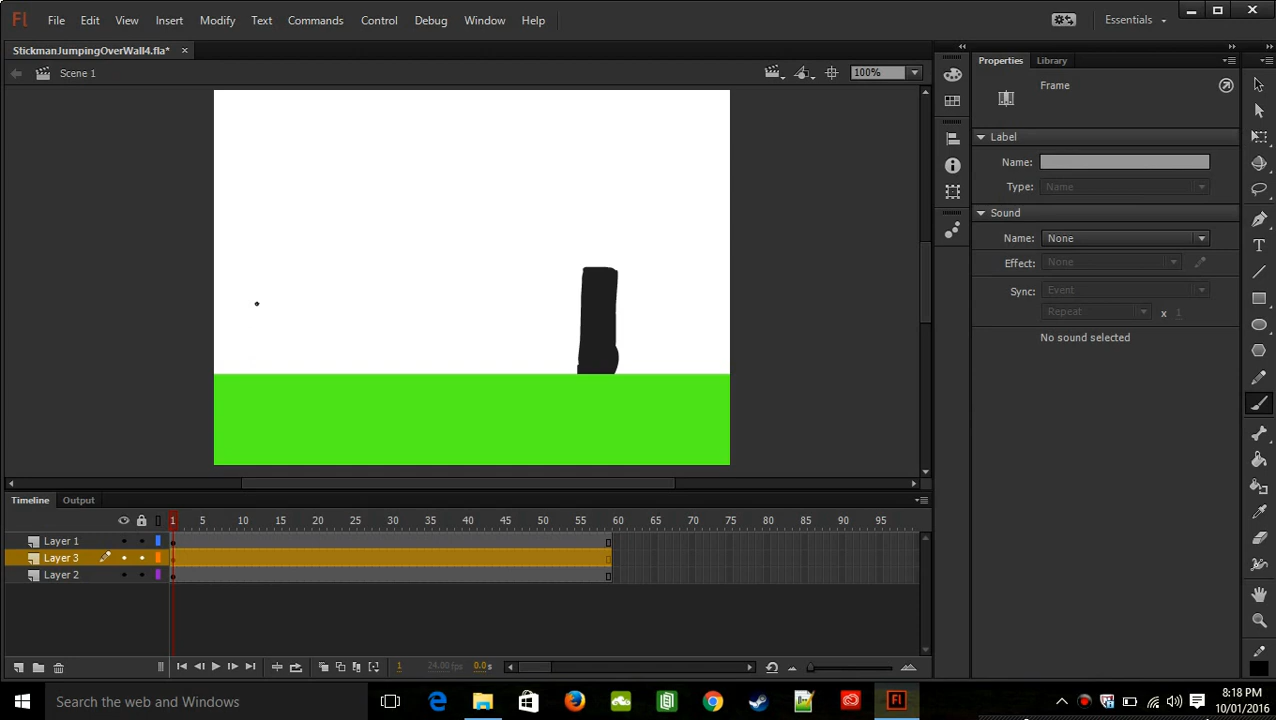 Fl File Edit View Insert Modify Text Commands Control Debug Window Help Essentials
StickmanJumpingOverWall4.fla*
Scene 1 100%
Properties Library
Frame
Label
Name:
Type: Name
Sound
Name: None
Effect: None
Sync: Event
Repeat x 1
No sound selected
Timeline Output
1 5 10 15 20 25 30 35 40 45 50 55 60 65 70 75 80 85 90 95
Layer 1
Layer 3
Layer 2
1 24.00 fps 0.0 s
Search the web and Windows
Fl
8:18 PM
10/01/2016